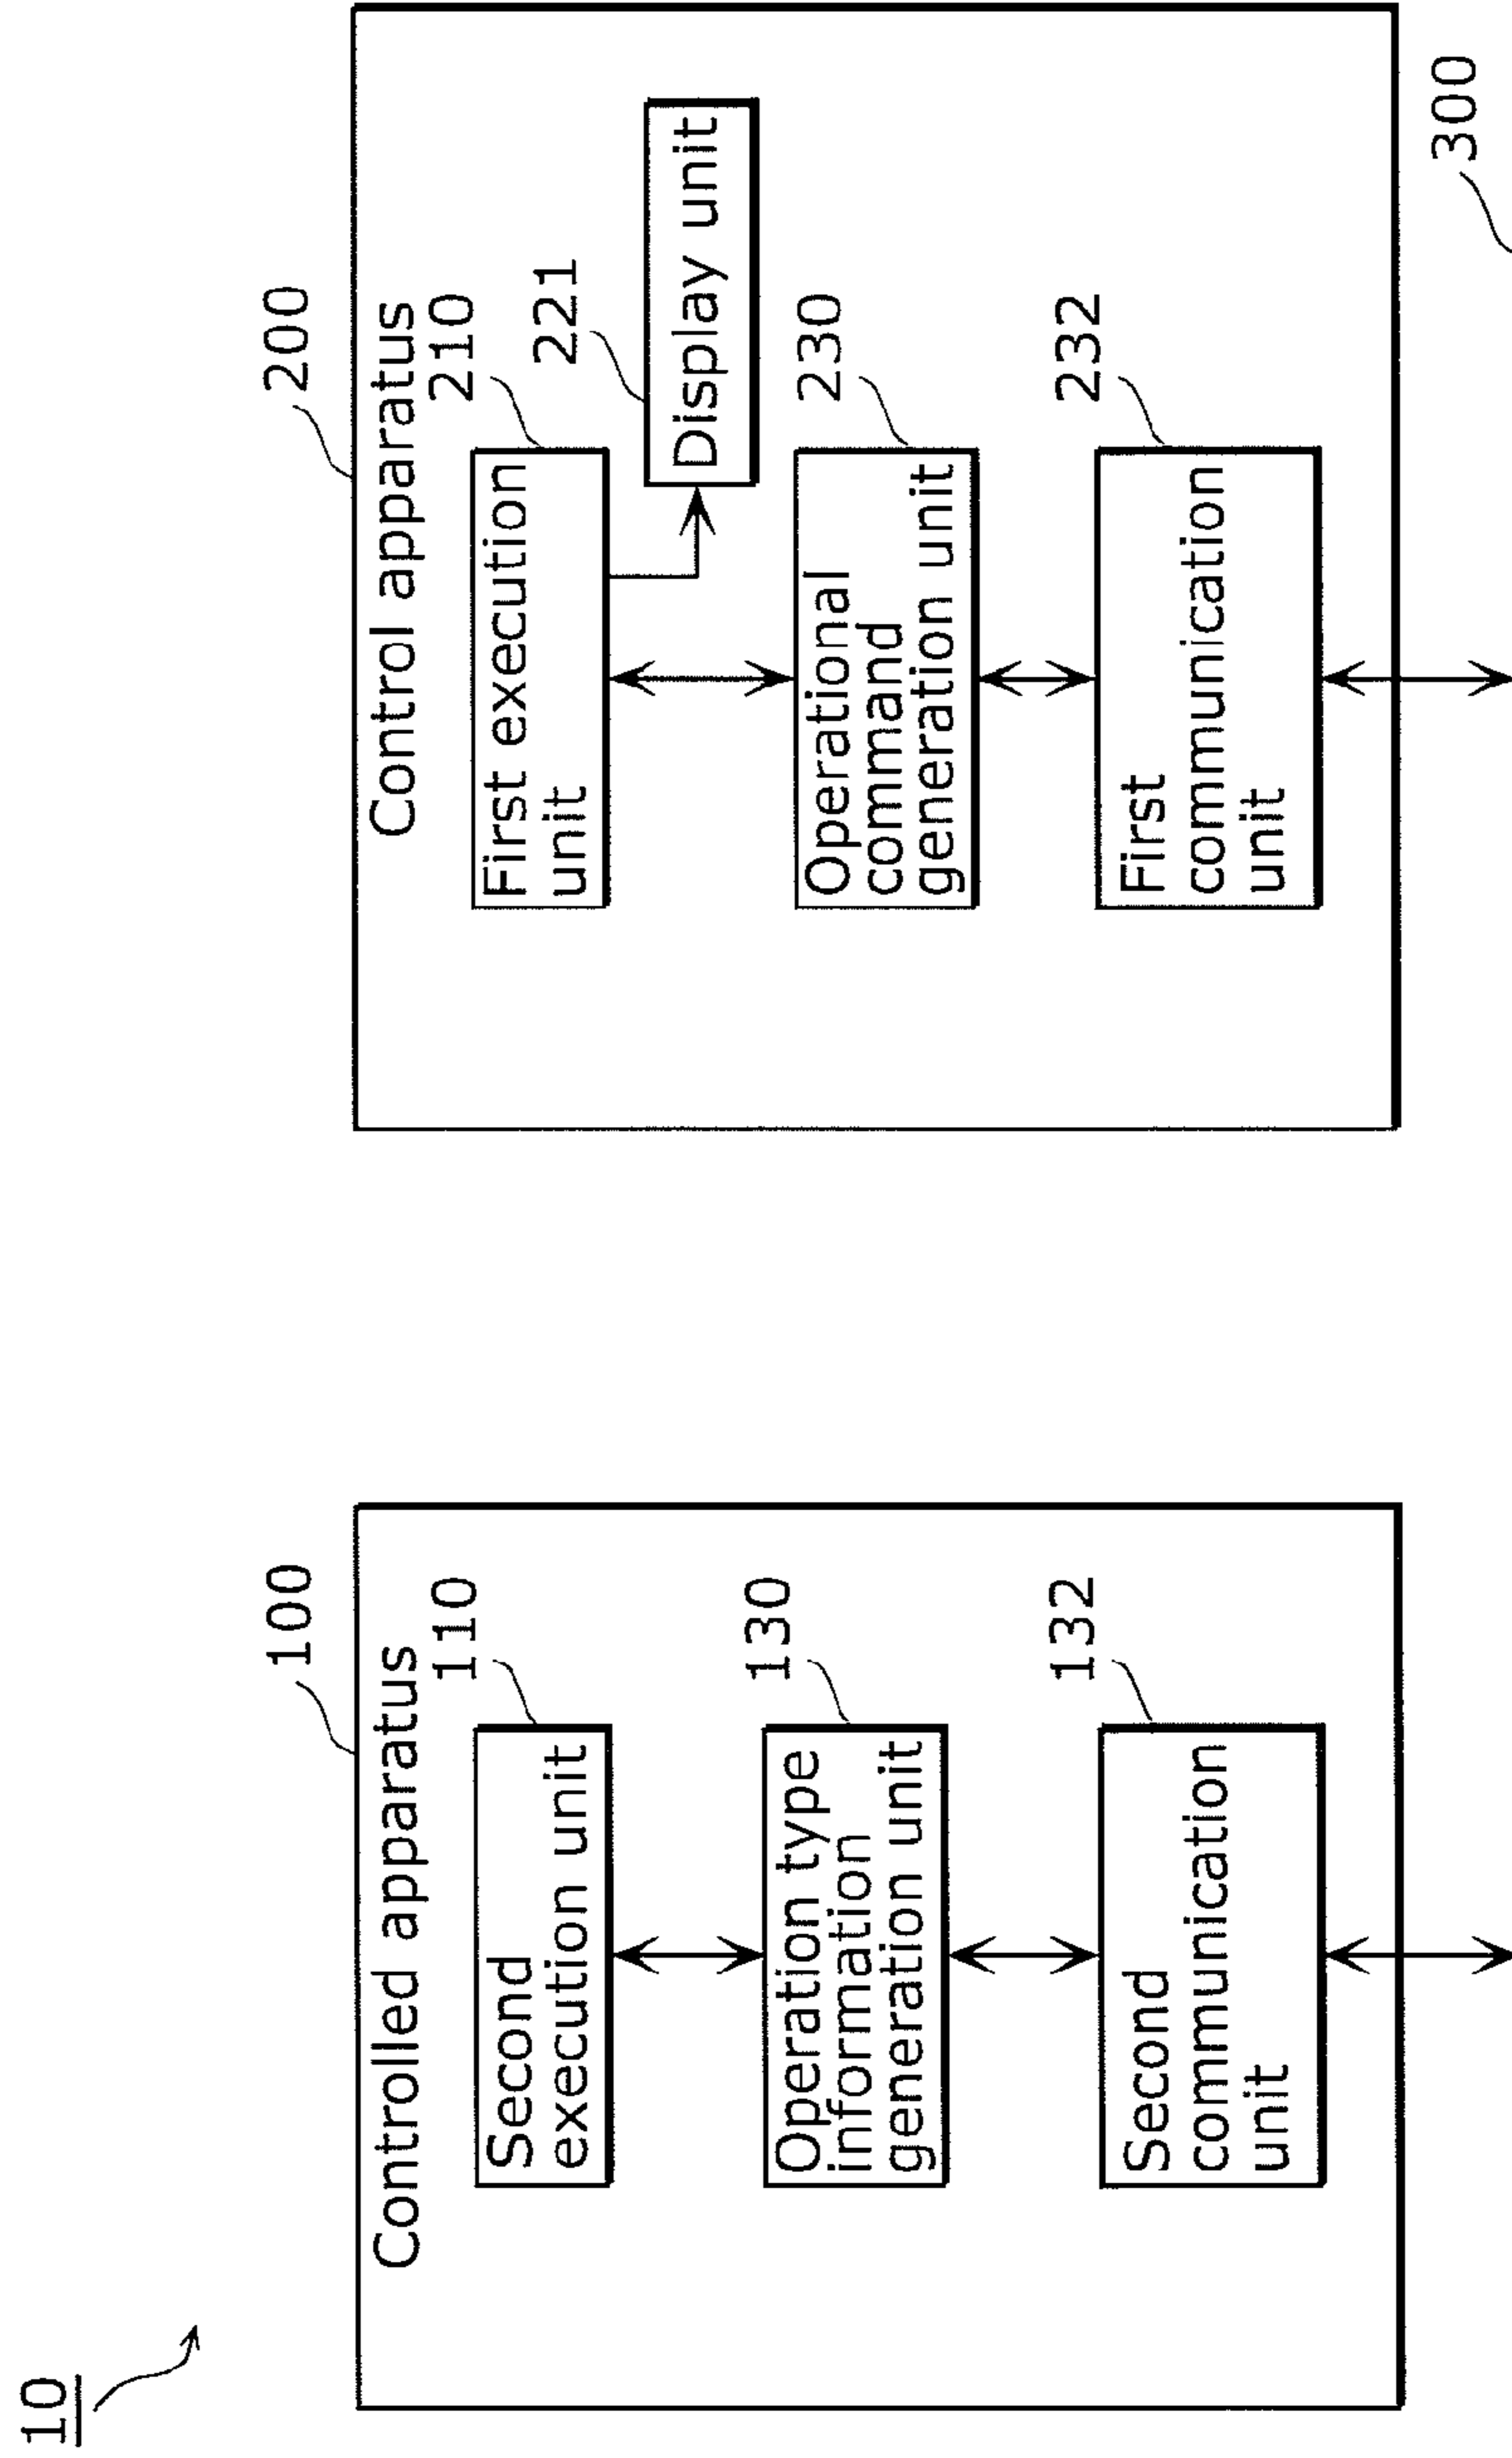 10
100
Controlled apparatus
110
Second
execution unit
130
Operation type
information
generation unit
132
Second
communication
unit
200
Control apparatus
210
First execution
unit
221
Display unit
230
Operational
command
generation unit
232
First
communication
unit
300